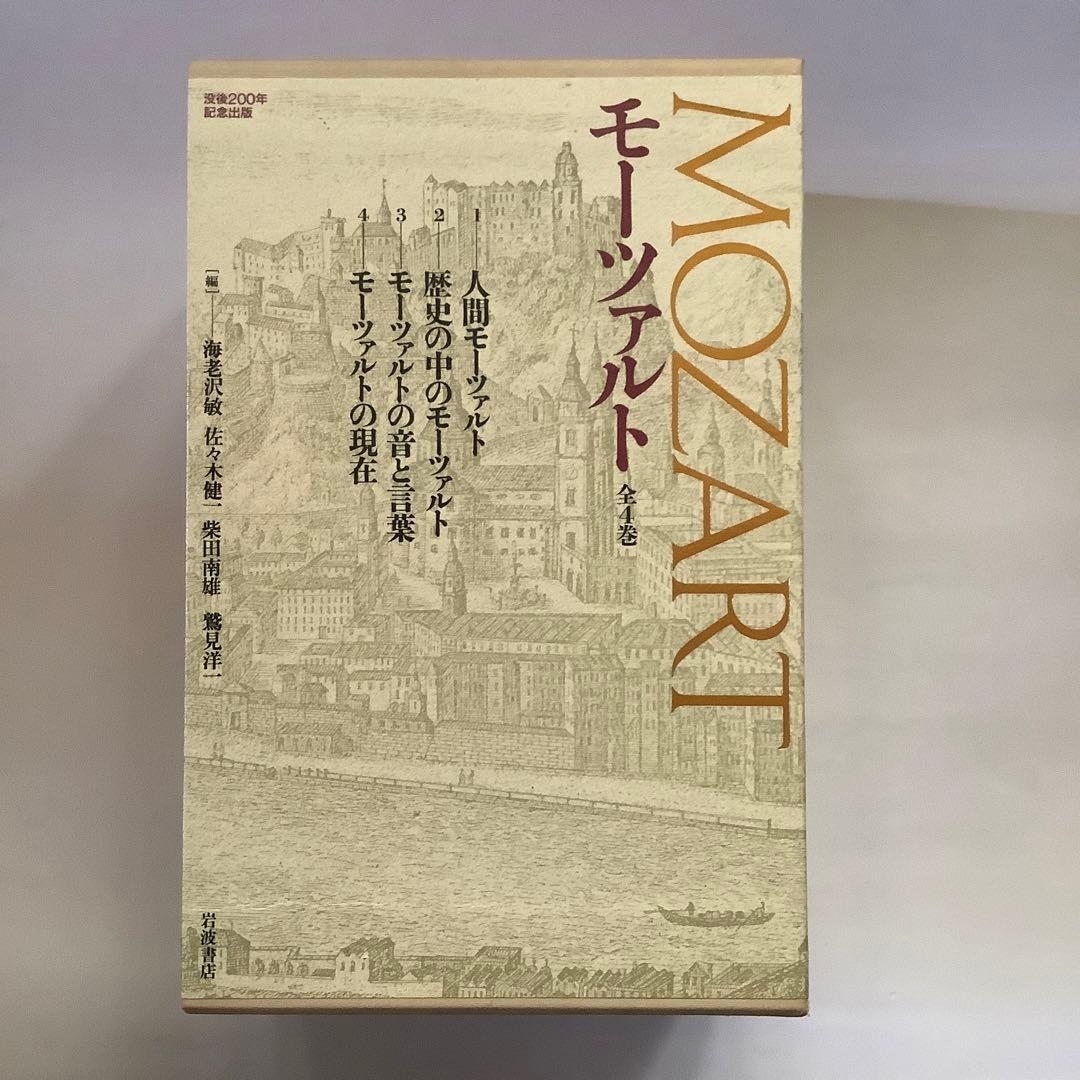 没後200年
記念出版
MOZART
モーツァルト 全4巻
1 人間モーツァルト
2 歴史の中のモーツァルト
3 モーツァルトの音と言葉
4 モーツァルトの現在
[編] 海老沢敏 佐々木健一 柴田南雄 鷲見洋一
岩波書店